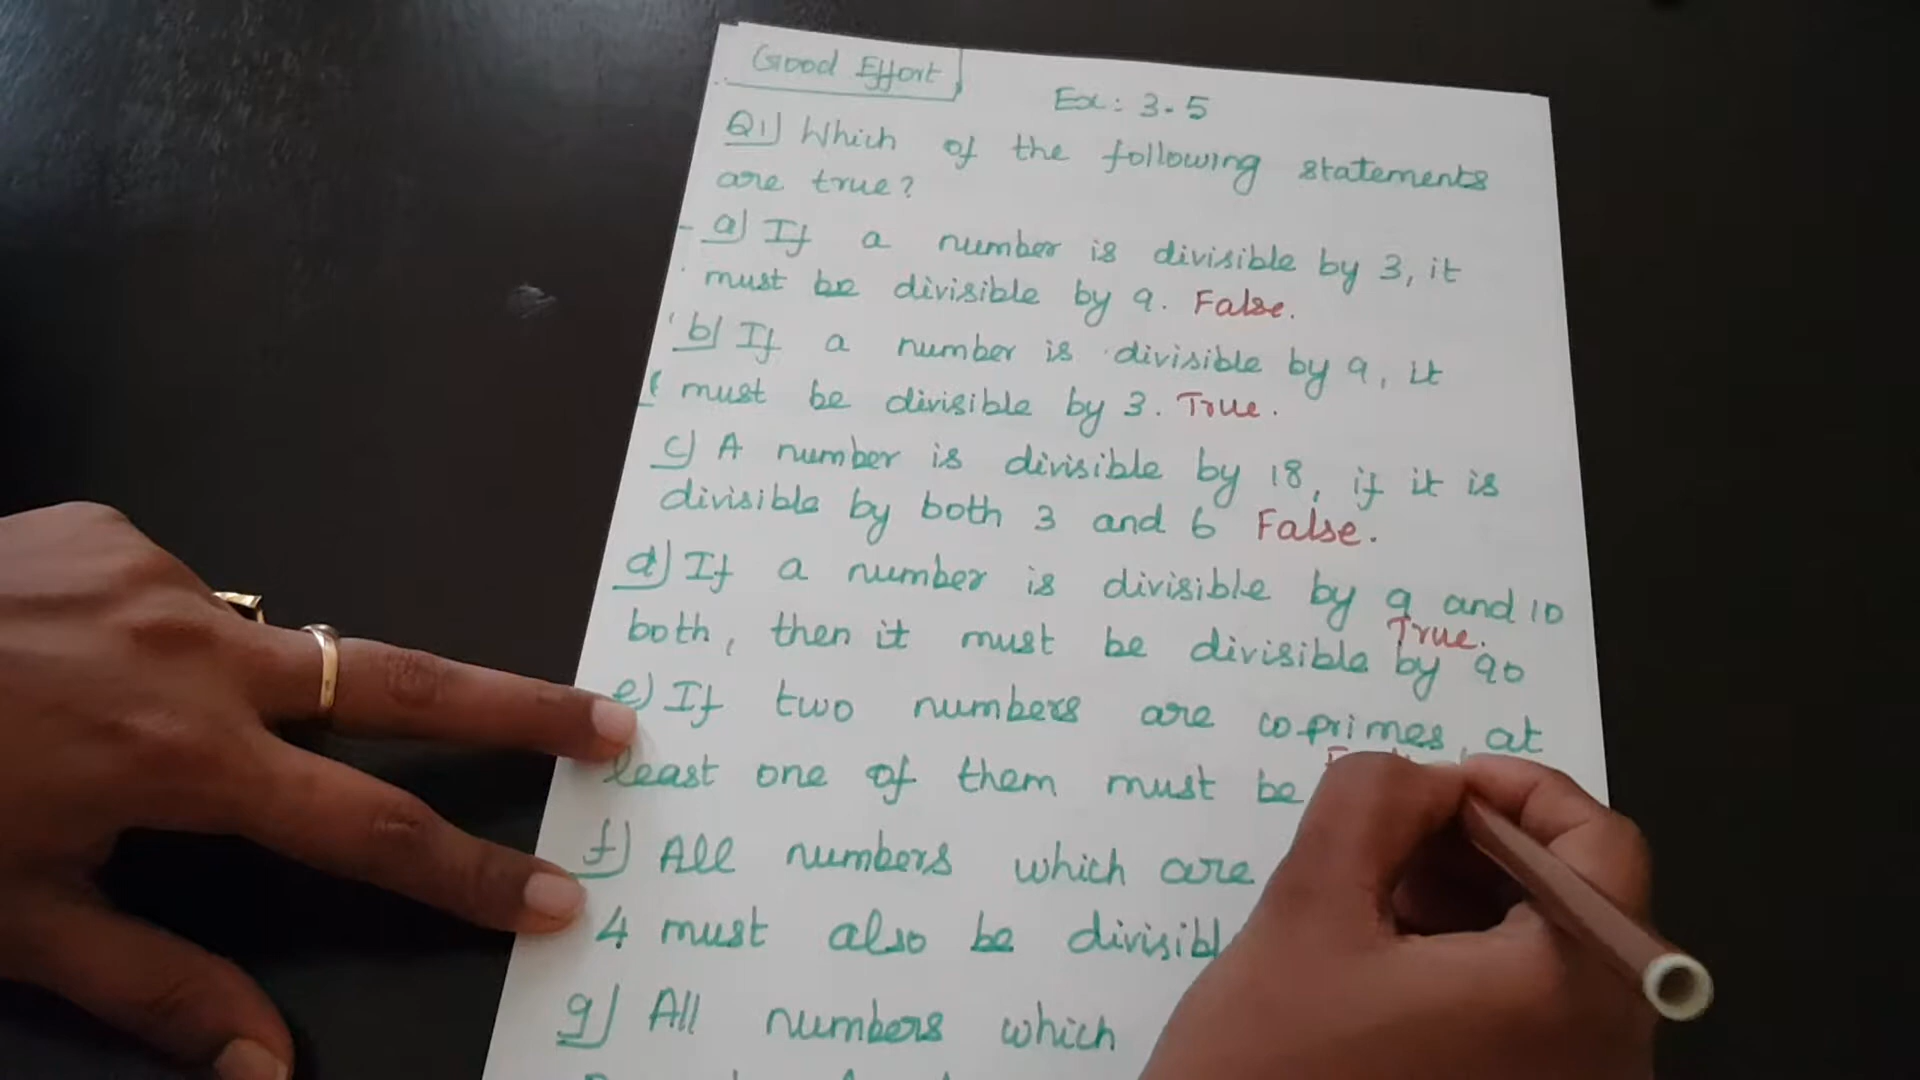 Good Effort
Ex: 3.5
Q1) Which of the following statements
are true?
a) If a number is divisible by 3, it
must be divisible by 9. False.
b) If a number is divisible by 9, it
must be divisible by 3. True.
c) A number is divisible by 18, if it is
divisible by both 3 and 6 False.
d) If a number is divisible by 9 and 10
both, then it must be divisible by 90 True.
e) If two numbers are coprimes, at
least one of them must be
f) All numbers which are
4 must also be
g) All numbers which